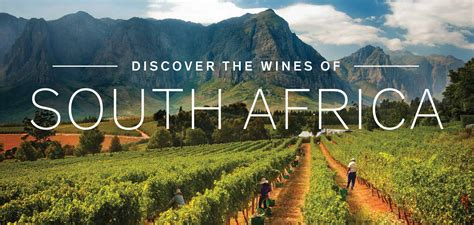 DISCOVER THE WINES OF
SOUTH AFRICA